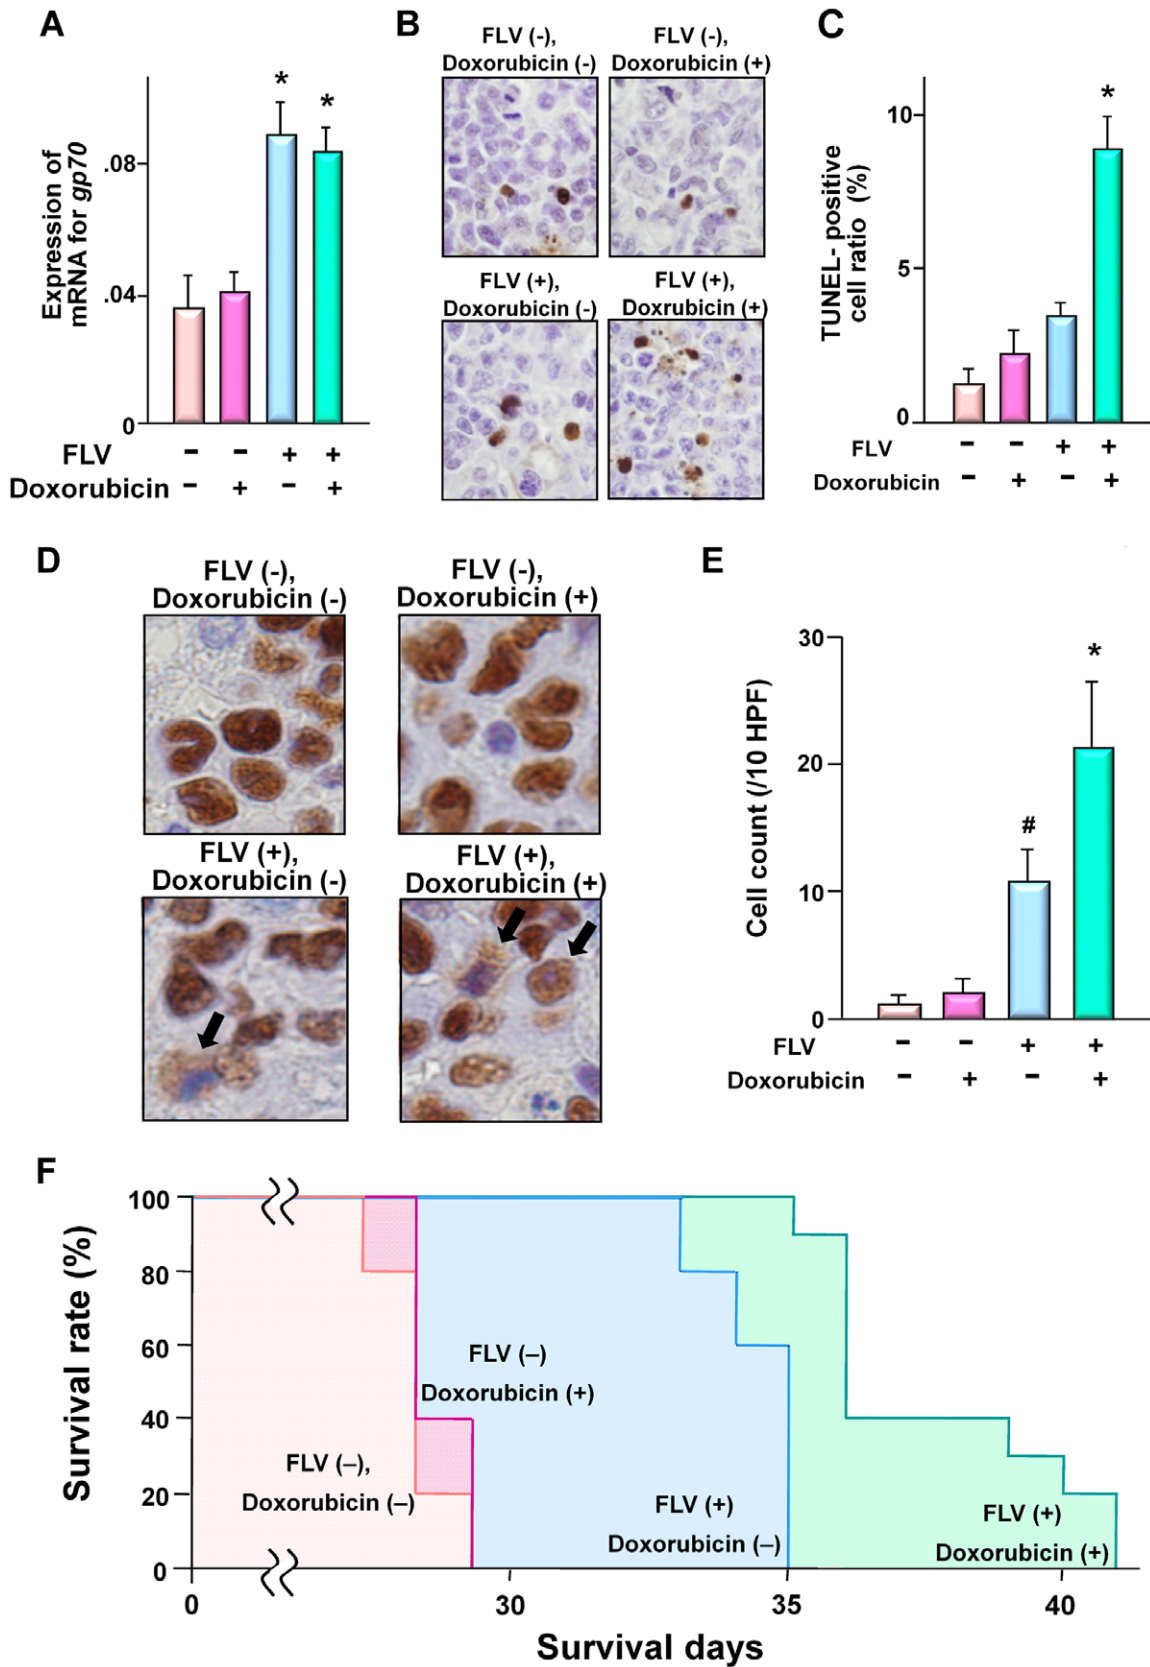 A
Expression of
mRNA for gp70
.08
.04
0
*
*
FLV - - + +
Doxorubicin - + - +
B
FLV (-),
Doxorubicin (-)
FLV (-),
Doxorubicin (+)
FLV (+),
Doxorubicin (-)
FLV (+),
Doxrubicin (+)
C
TUNEL- positive
cell ratio (%)
10
5
0
*
FLV - - + +
Doxorubicin - + - +
D
FLV (-),
Doxorubicin (-)
FLV (-),
Doxorubicin (+)
FLV (+),
Doxorubicin (-)
FLV (+),
Doxorubicin (+)
E
Cell count (/10 HPF)
30
20
10
0
#
*
FLV - - + +
Doxorubicin - + - +
F
Survival rate (%)
100
80
60
40
20
0
FLV (–),
Doxorubicin (–)
FLV (–)
Doxorubicin (+)
FLV (+)
Doxorubicin (–)
FLV (+)
Doxorubicin (+)
0 30 35 40
Survival days